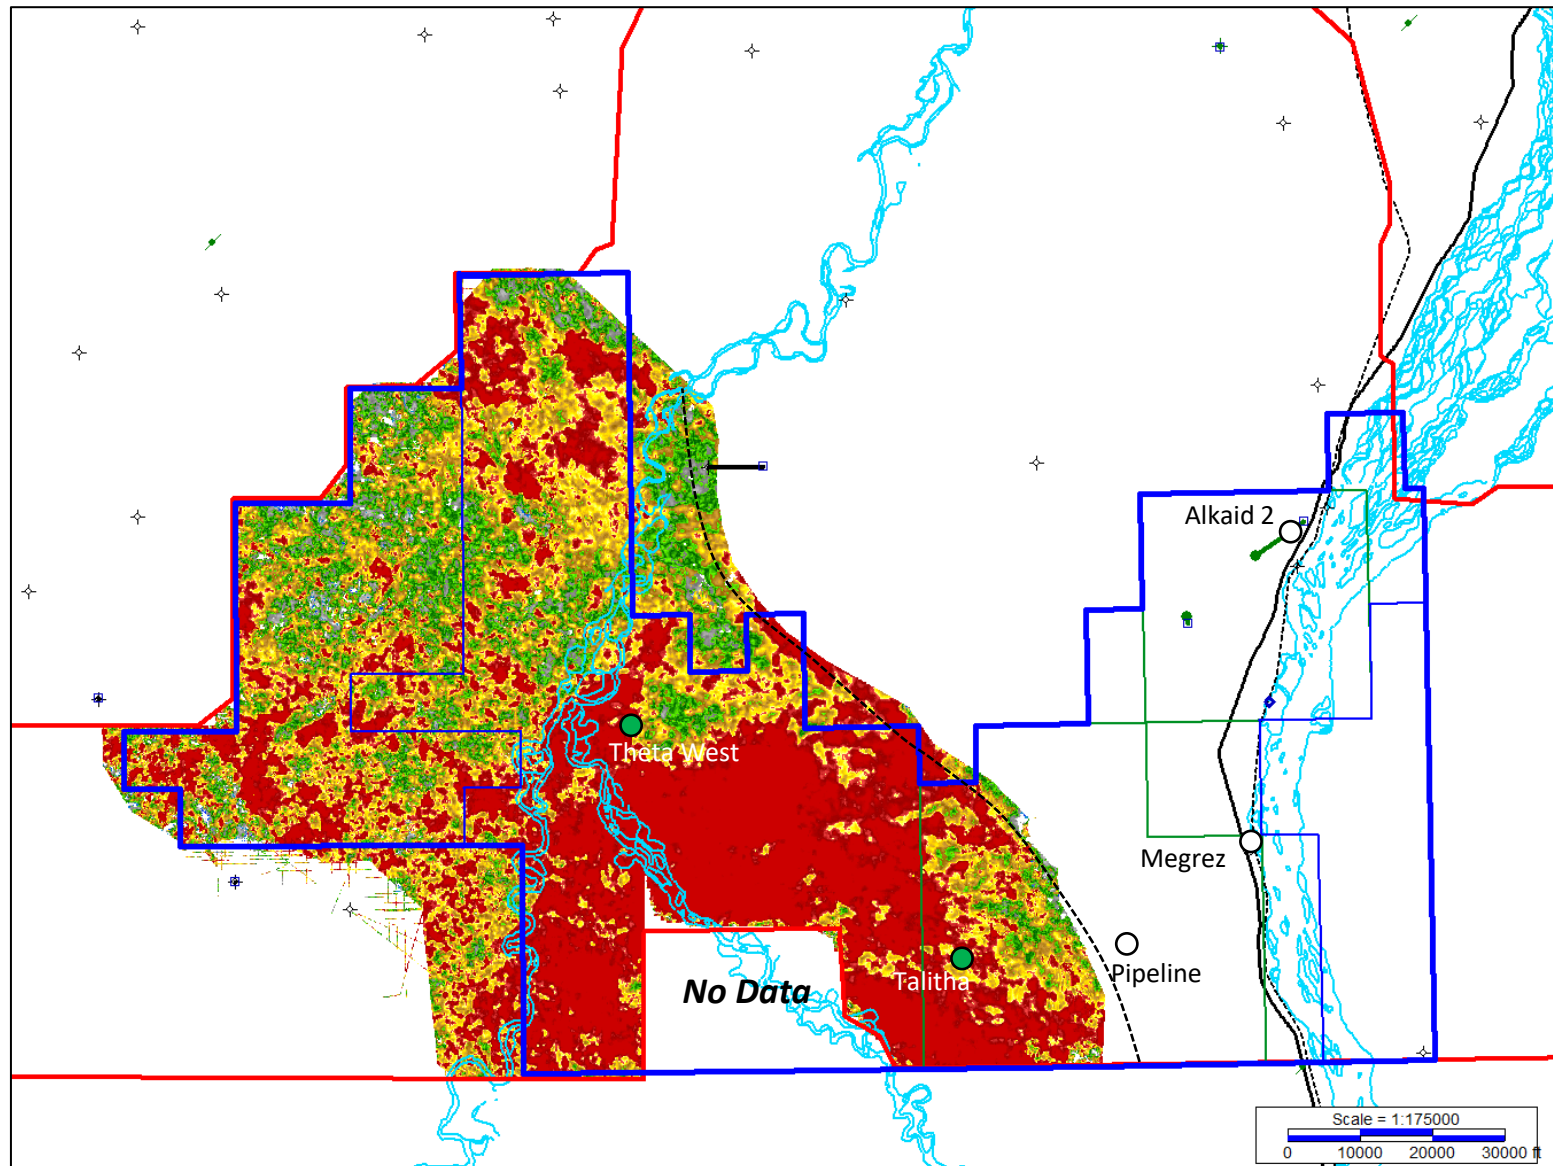 Alkaid 2
Theta West
Megrez
Talitha
Pipeline
No Data
Scale = 1:175000
0 10000 20000 30000 ft